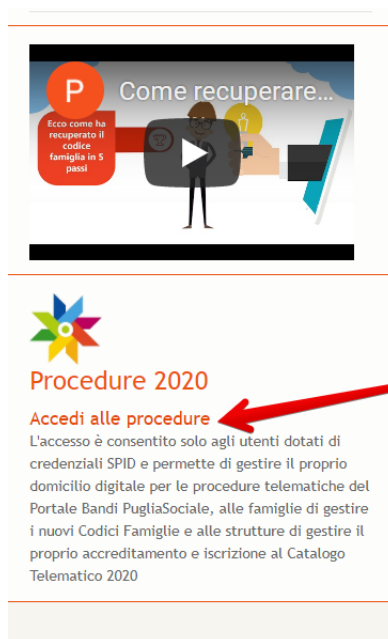 P
Come recuperare...
Ecco come ha
recuperato il
codice
famiglia in 5
passi
Procedure 2020
Accedi alle procedure
L'accesso è consentito solo agli utenti dotati di
credenziali SPID e permette di gestire il proprio
domicilio digitale per le procedure telematiche del
Portale Bandi PugliaSociale, alle famiglie di gestire
i nuovi Codici Famiglie e alle strutture di gestire il
proprio accreditamento e iscrizione al Catalogo
Telematico 2020